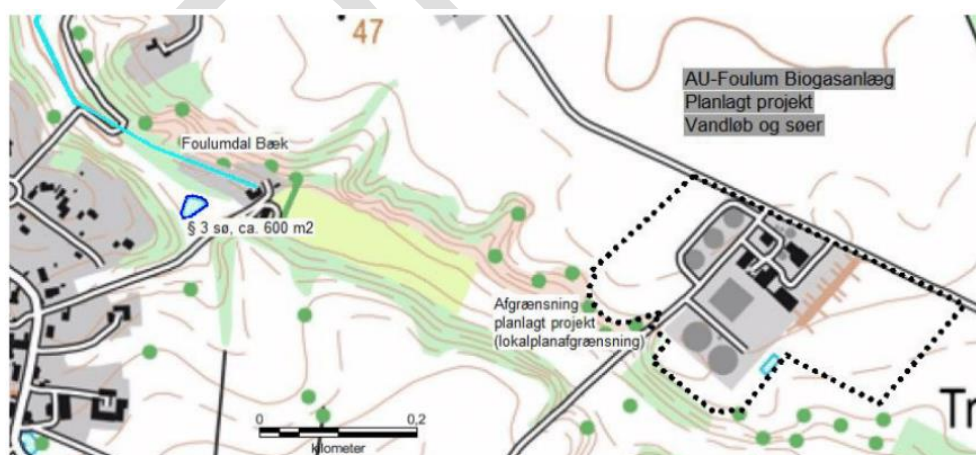 47
AU-Foulum Biogasanlæg
Planlagt projekt
Vandløb og søer
Foulumdal Bæk
§ 3 sø, ca. 600 m2
Afgrænsning
planlagt projekt
(lokalplanafgrænsning)
Tr
0 0,2
kilometer